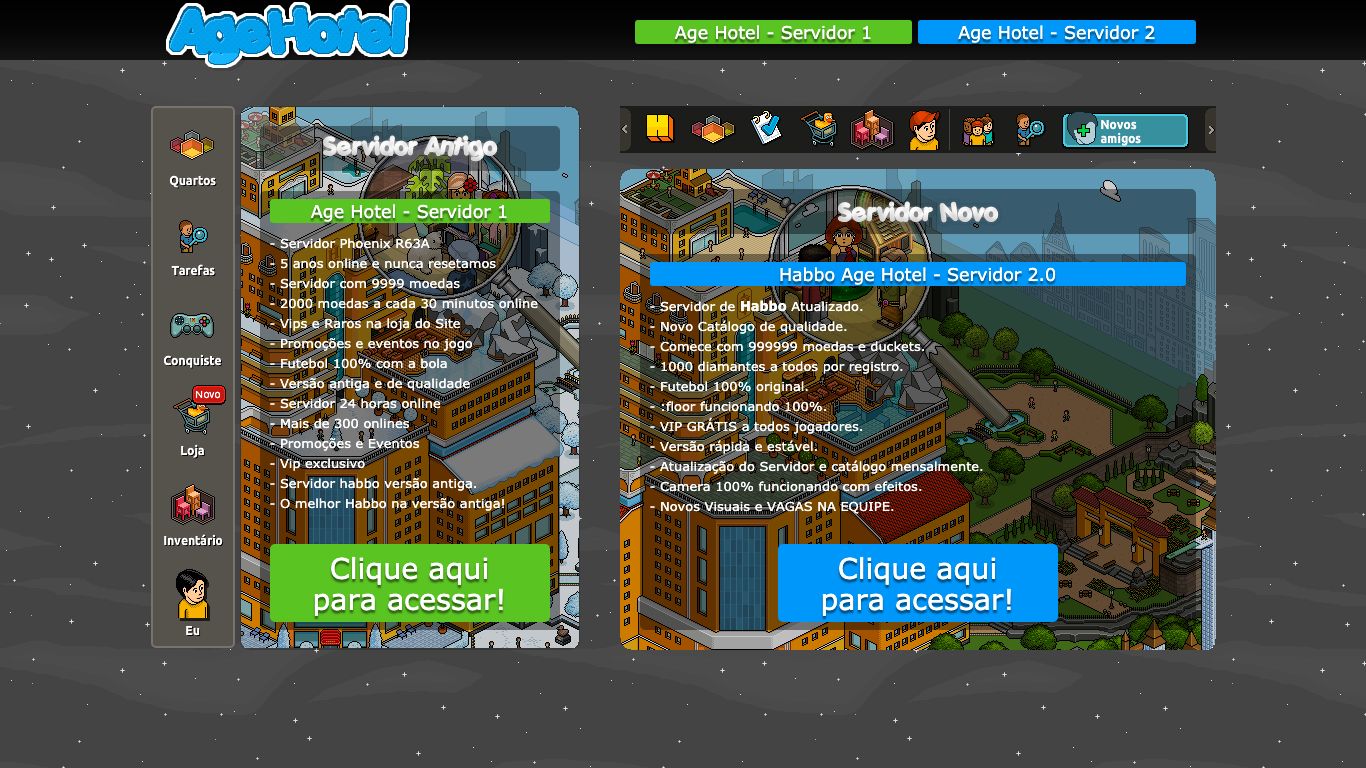 AgeHotel
Age Hotel - Servidor 1
Age Hotel - Servidor 2
Quartos
Tarefas
Conquiste
Novo
Loja
Inventário
Eu
Servidor Antigo
Age Hotel - Servidor 1
- Servidor Phoenix R63A
- 5 anos online e nunca resetamos
- Servidor com 9999 moedas
- 2000 moedas a cada 30 minutos online
- Vips e Raros na loja do Site
- Promoções e eventos no jogo
- Futebol 100% com a bola
- Versão antiga e de qualidade
- Servidor 24 horas online
- Mais de 300 onlines
- Promoções e Eventos
- Vip exclusivo
- Servidor habbo versão antiga.
- O melhor Habbo na versão antiga!
Clique aqui
para acessar!
Novos
amigos
Servidor Novo
Habbo Age Hotel - Servidor 2.0
- Servidor de Habbo Atualizado.
- Novo Catálogo de qualidade.
- Comece com 999999 moedas e duckets.
- 1000 diamantes a todos por registro.
- Futebol 100% original.
- :floor funcionando 100%.
- VIP GRÁTIS a todos jogadores.
- Versão rápida e estável.
- Atualização do Servidor e catálogo mensalmente.
- Camera 100% funcionando com efeitos.
- Novos Visuais e VAGAS NA EQUIPE.
Clique aqui
para acessar!